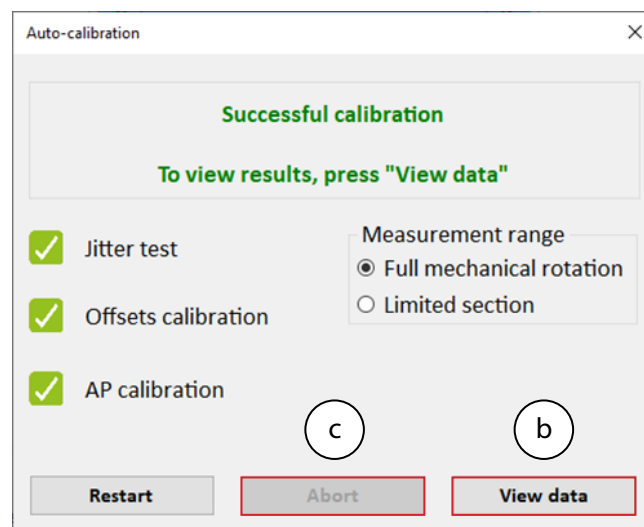 Auto-calibration
Successful calibration
To view results, press "View data"
Jitter test
Offsets calibration
AP calibration
Measurement range
Full mechanical rotation
Limited section
c
b
Restart
Abort
View data